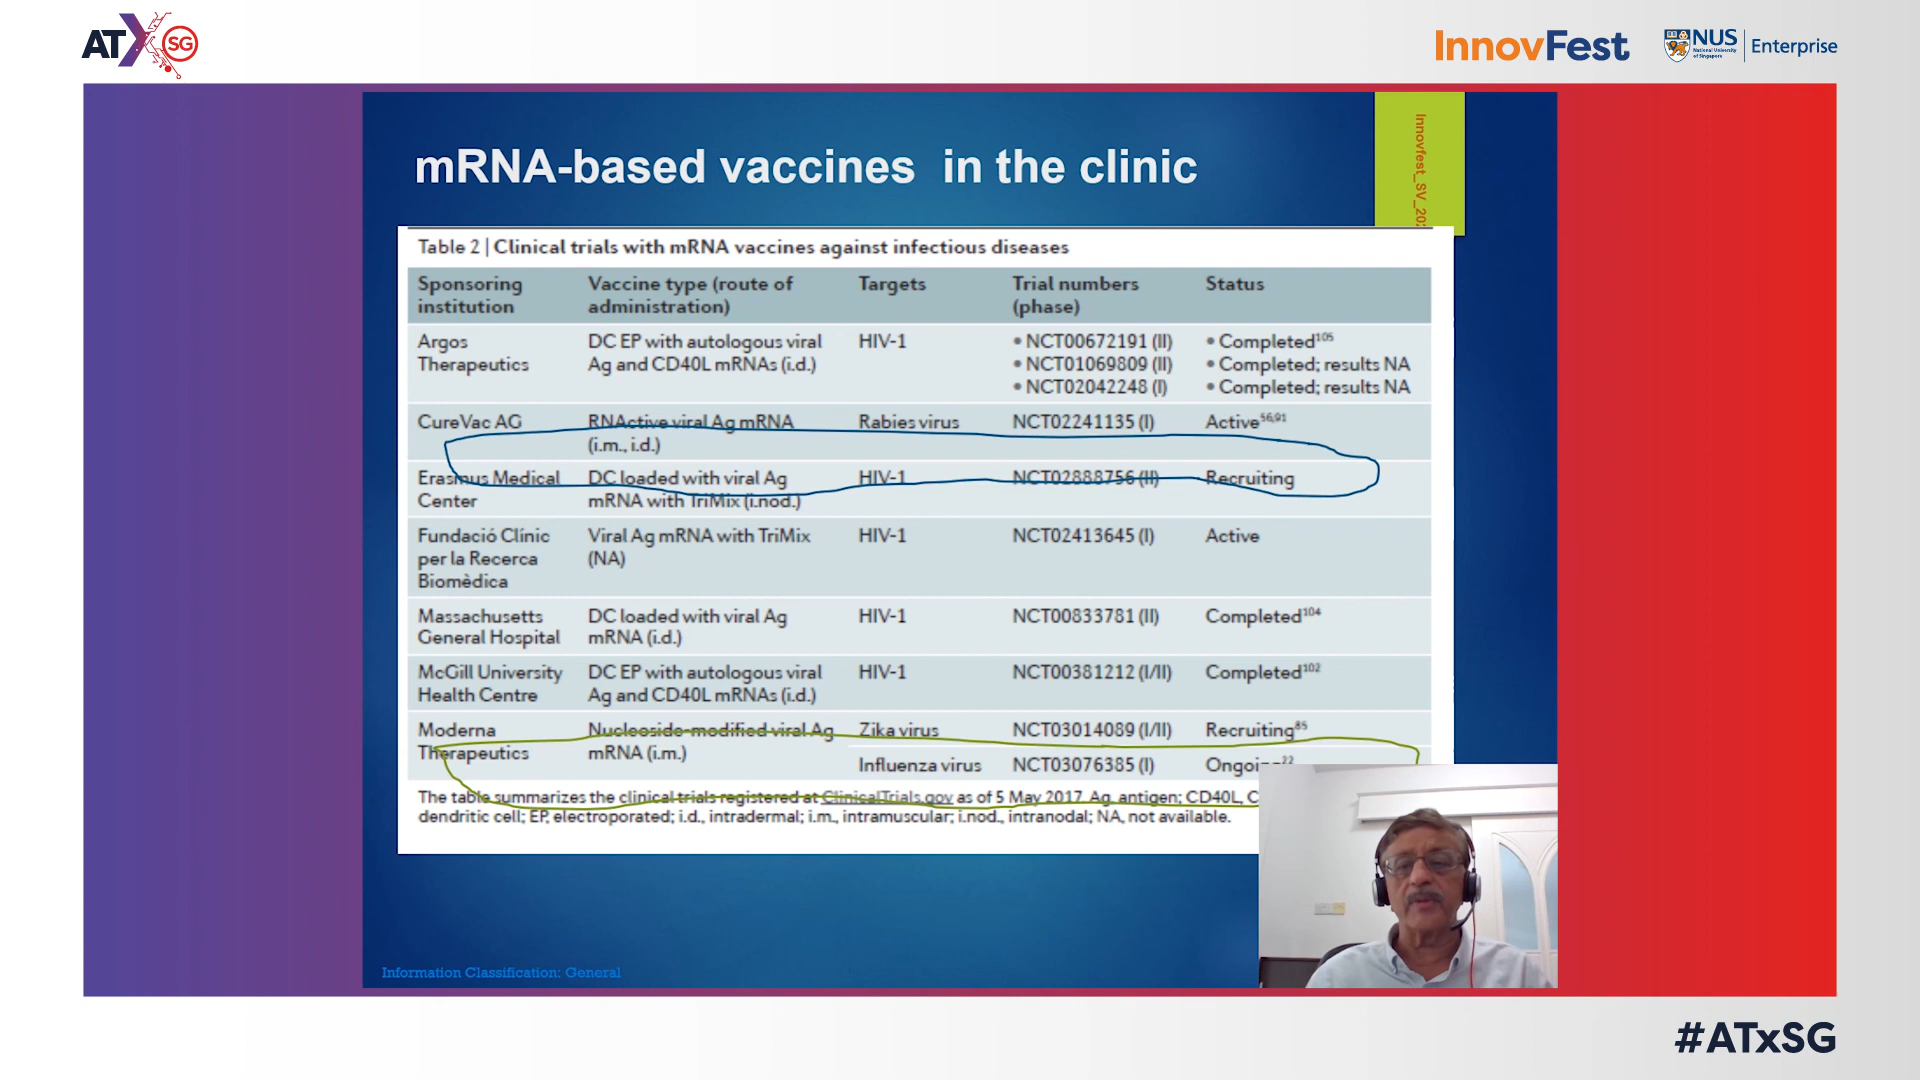 ATX SG
InnovFest
NUS
National University
of Singapore
Enterprise
mRNA-based vaccines in the clinic
Innovfest_SV_20
Table 2 | Clinical trials with mRNA vaccines against infectious diseases
Sponsoring institution Vaccine type (route of administration) Targets Trial numbers (phase) Status
Argos Therapeutics DC EP with autologous viral Ag and CD40L mRNAs (i.d.) HIV-1 • NCT00672191 (II) • Completed105
• NCT01069809 (II) • Completed; results NA
• NCT02042248 (I) • Completed; results NA
CureVac AG RNActive viral Ag mRNA (i.m., i.d.) Rabies virus NCT02241135 (I) Active56,91
Erasmus Medical Center DC loaded with viral Ag mRNA with TriMix (i.nod.) HIV-1 NCT02888756 (II) Recruiting
Fundació Clínic per la Recerca Biomèdica Viral Ag mRNA with TriMix (NA) HIV-1 NCT02413645 (I) Active
Massachusetts General Hospital DC loaded with viral Ag mRNA (i.d.) HIV-1 NCT00833781 (II) Completed104
McGill University Health Centre DC EP with autologous viral Ag and CD40L mRNAs (i.d.) HIV-1 NCT00381212 (I/II) Completed102
Moderna Therapeutics Nucleoside-modified viral Ag mRNA (i.m.) Zika virus NCT03014089 (I/II) Recruiting85
Influenza virus NCT03076385 (I) Ongoing22
The table summarizes the clinical trials registered at ClinicalTrials.gov as of 5 May 2017. Ag, antigen; CD40L, C
dendritic cell; EP, electroporated; i.d., intradermal; i.m., intramuscular; i.nod., intranodal; NA, not available.
Information Classification: General
#ATxSG